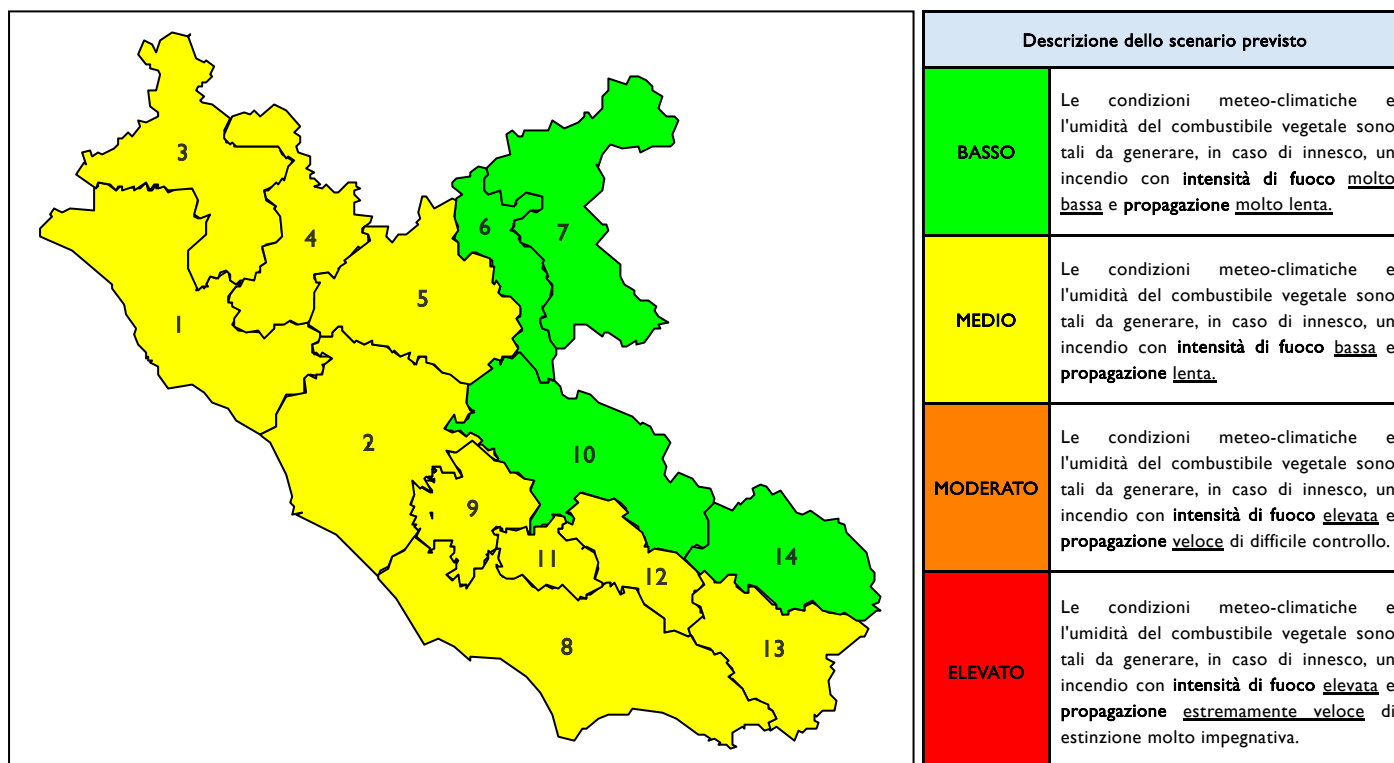 3
4
6
7
5
1
2
10
9
11
12
14
8
13
Descrizione dello scenario previsto
BASSO
Le condizioni meteo-climatiche e
l'umidità del combustibile vegetale sono
tali da generare, in caso di innesco, un
incendio con intensità di fuoco molto
bassa e propagazione molto lenta.
MEDIO
Le condizioni meteo-climatiche e
l'umidità del combustibile vegetale sono
tali da generare, in caso di innesco, un
incendio con intensità di fuoco bassa e
propagazione lenta.
MODERATO
Le condizioni meteo-climatiche e
l'umidità del combustibile vegetale sono
tali da generare, in caso di innesco, un
incendio con intensità di fuoco elevata e
propagazione veloce di difficile controllo.
ELEVATO
Le condizioni meteo-climatiche e
l'umidità del combustibile vegetale sono
tali da generare, in caso di innesco, un
incendio con intensità di fuoco elevata e
propagazione estremamente veloce di
estinzione molto impegnativa.